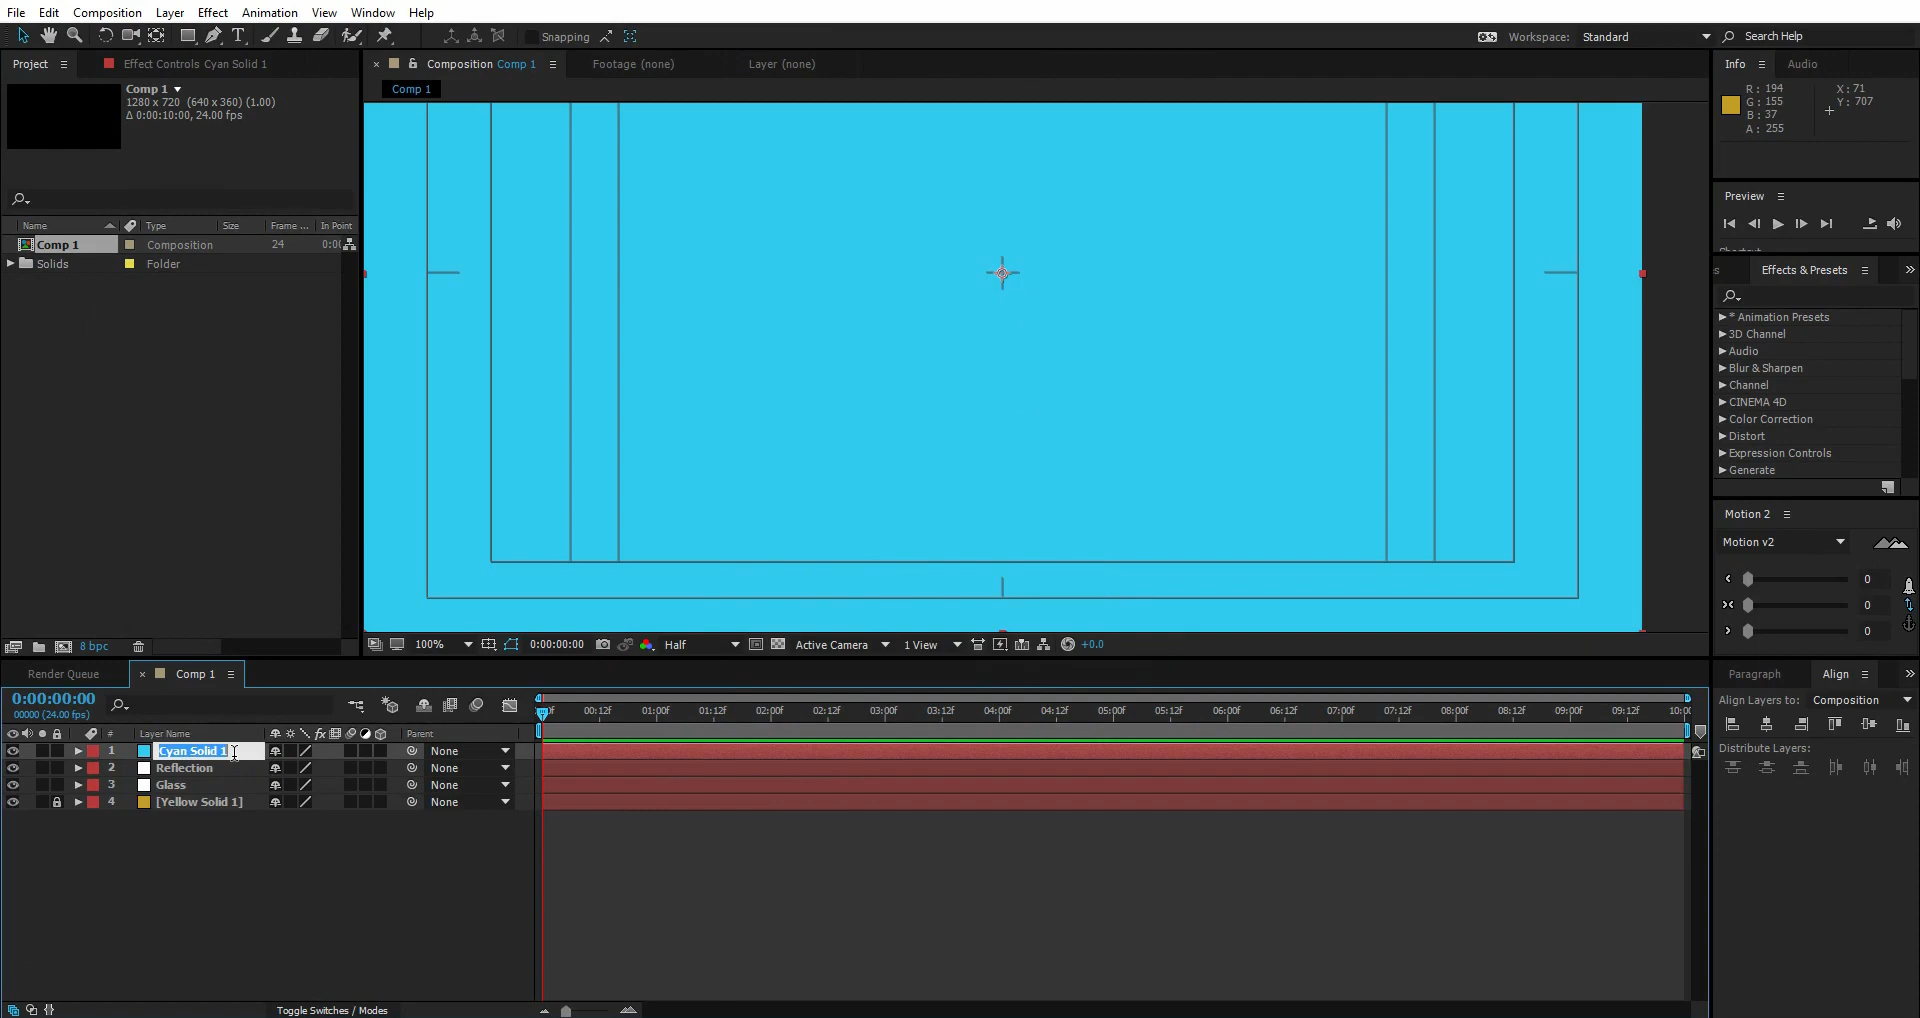 File Edit Composition Layer Effect Animation View Window Help
Snapping
Workspace: Standard
Search Help
Project
Effect Controls Cyan Solid 1
Comp 1
1280 x 720 (640 x 360) (1.00)
Δ 0:00:10:00, 24.00 fps
Name Type Size Frame ... In Point
Comp 1 Composition 24 0:00
Solids Folder
8 bpc
Composition Comp 1
Footage (none)
Layer (none)
Comp 1
100%
0:00:00:00
Half
Active Camera
1 View
+0.0
Info Audio
R: 194
G: 155
B: 37
A: 255
X: 71
Y: 707
Preview
Effects & Presets
* Animation Presets
3D Channel
Audio
Blur & Sharpen
Channel
CINEMA 4D
Color Correction
Distort
Expression Controls
Generate
Motion 2
Motion v2
0
0
0
Render Queue
Comp 1
0:00:00:00
00000 (24.00 fps)
00:12f 01:00f 01:12f 02:00f 02:12f 03:00f 03:12f 04:00f 04:12f 05:00f 05:12f 06:00f 06:12f 07:00f 07:12f 08:00f 08:12f 09:00f 09:12f 10:00
# Layer Name Parent
1 Cyan Solid 1 None
2 Reflection None
3 Glass None
4 [Yellow Solid 1] None
Toggle Switches / Modes
Paragraph Align
Align Layers to: Composition
Distribute Layers: